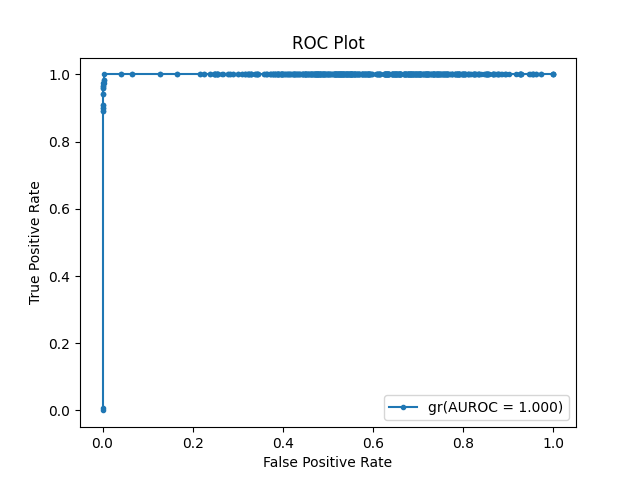 ROC Plot
True Positive Rate
1.0
0.8
0.6
0.4
0.2
0.0
gr(AUROC = 1.000)
0.0 0.2 0.4 0.6 0.8 1.0
False Positive Rate